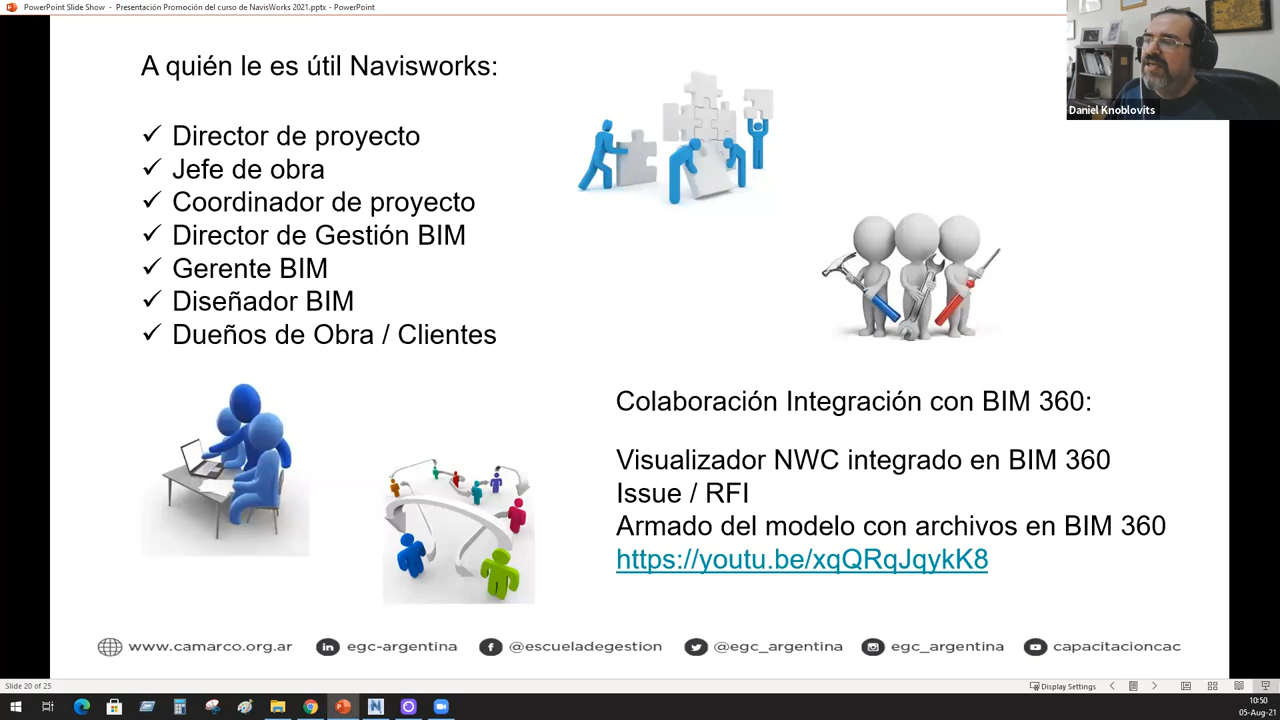 PowerPoint Slide Show - Presentación Promoción del curso de NavisWorks 2021.pptx - PowerPoint
Daniel Knoblovits
A quién le es útil Navisworks:
✓ Director de proyecto
✓ Jefe de obra
✓ Coordinador de proyecto
✓ Director de Gestión BIM
✓ Gerente BIM
✓ Diseñador BIM
✓ Dueños de Obra / Clientes
Colaboración Integración con BIM 360:
Visualizador NWC integrado en BIM 360
Issue / RFI
Armado del modelo con archivos en BIM 360
https://youtu.be/xqQRqJqykK8
www.camarco.org.ar egc-argentina @escueladegestion @egc_argentina egc_argentina capacitacioncac
Slide 20 of 25 Display Settings
10:50
05-Aug-21